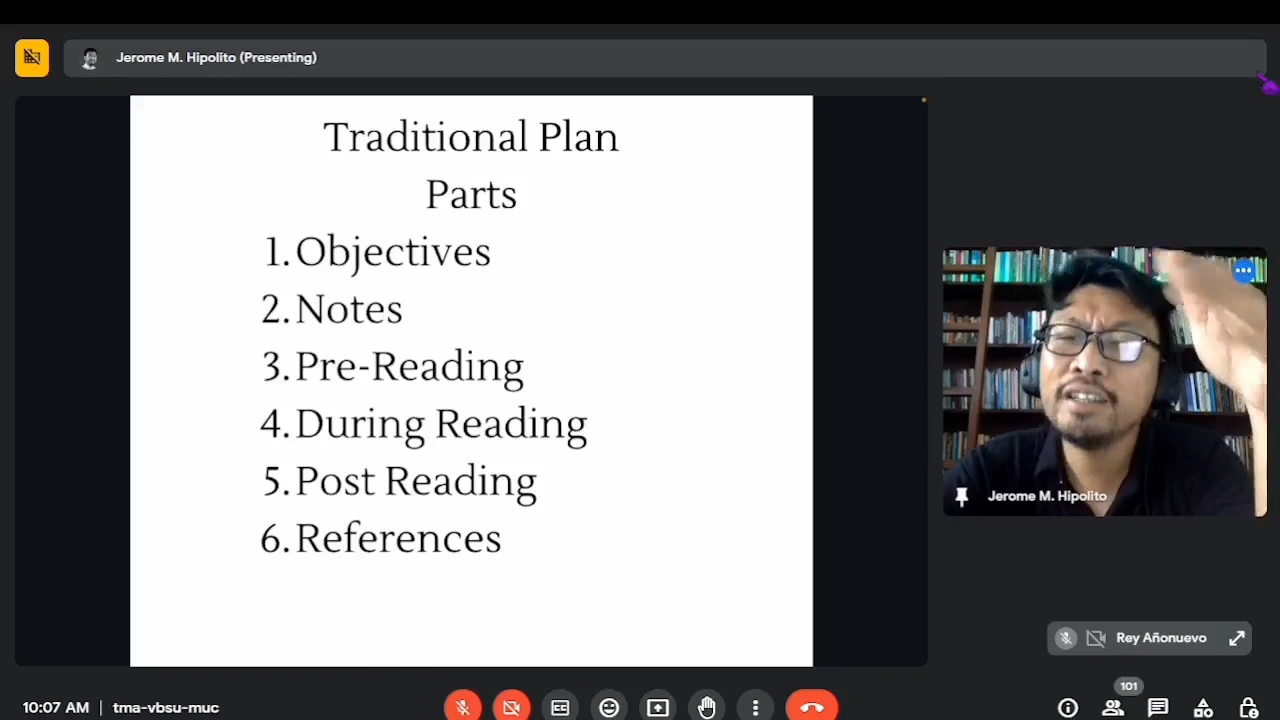 Jerome M. Hipolito (Presenting)
Traditional Plan
Parts
1. Objectives
2. Notes
3. Pre-Reading
4. During Reading
5. Post Reading
6. References
Jerome M. Hipolito
Rey Añonuevo
101
10:07 AM | tma-vbsu-muc